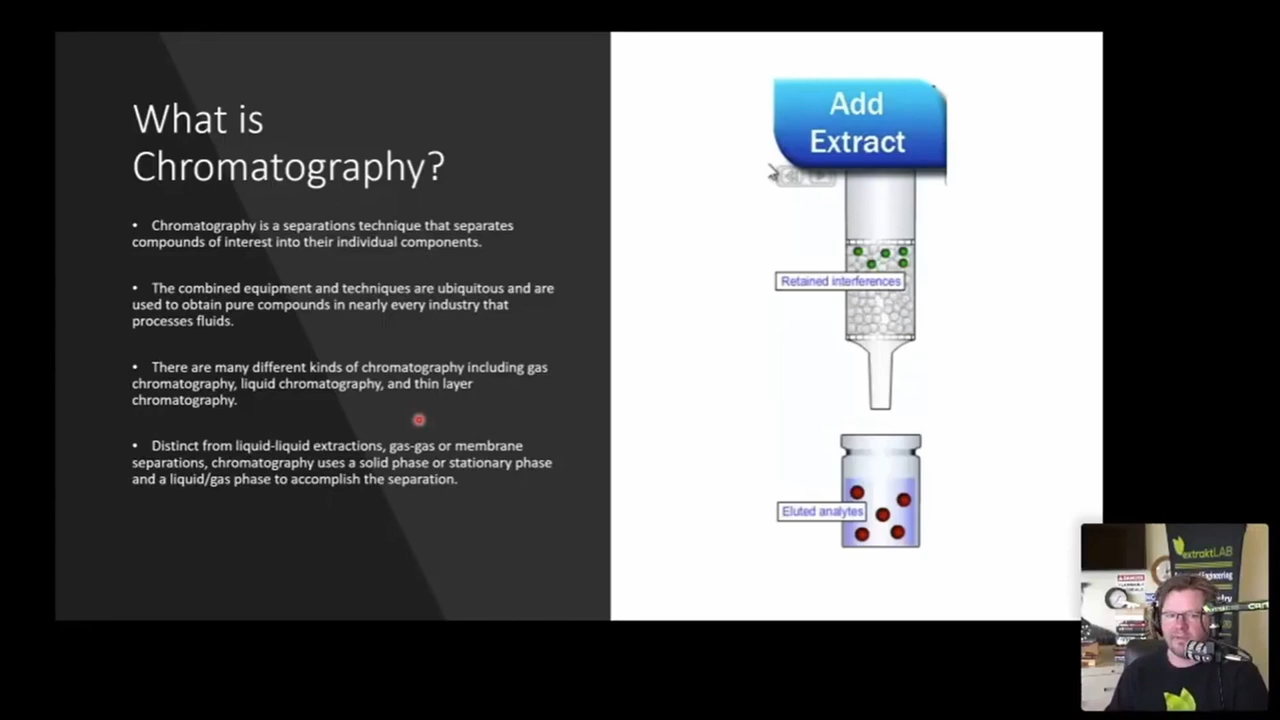 What is
Chromatography?
• Chromatography is a separations technique that separates
compounds of interest into their individual components.
• The combined equipment and techniques are ubiquitous and are
used to obtain pure compounds in nearly every industry that
processes fluids.
• There are many different kinds of chromatography including gas
chromatography, liquid chromatography, and thin layer
chromatography.
• Distinct from liquid-liquid extractions, gas-gas or membrane
separations, chromatography uses a solid phase or stationary phase
and a liquid/gas phase to accomplish the separation.
Add
Extract
Retained interferences
Eluted analytes
extraktLAB
Engineering
DANGER